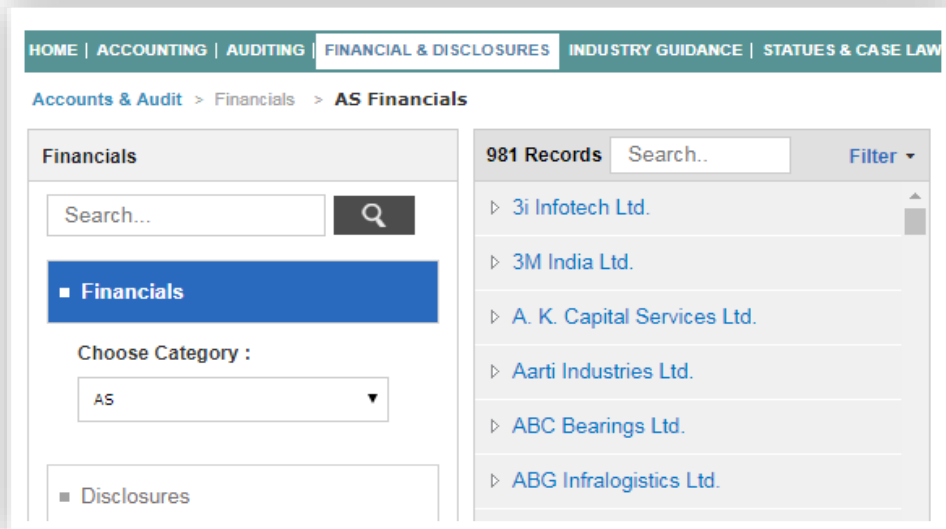 HOME | ACCOUNTING | AUDITING | FINANCIAL & DISCLOSURES INDUSTRY GUIDANCE | STATUES & CASE LAW
Accounts & Audit > Financials > AS Financials
Financials
Search...
Financials
Choose Category :
AS
Disclosures
981 Records Search.. Filter
3i Infotech Ltd.
3M India Ltd.
A. K. Capital Services Ltd.
Aarti Industries Ltd.
ABC Bearings Ltd.
ABG Infralogistics Ltd.